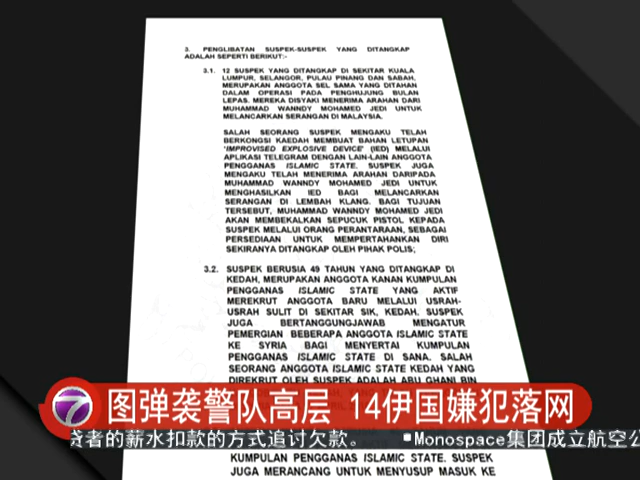 3. PENGLIBATAN SUSPEK-SUSPEK YANG DITANGKAP
ADALAH SEPERTI BERIKUT:-
3.1. 12 SUSPEK YANG DITANGKAP DI SEKITAR KUALA
LUMPUR, SELANGOR, PULAU PINANG DAN SABAH,
MERUPAKAN ANGGOTA SEL SAMA YANG DITAHAN
DALAM OPERASI PADA PENGHUJUNG BULAN
LEPAS. MEREKA DISYAKI MENERIMA ARAHAN DARI
MUHAMMAD WANNDY MOHAMED JEDI UNTUK
MELANCARKAN SERANGAN DI MALAYSIA.
SALAH SEORANG SUSPEK MENGAKU TELAH
BERKONGSI KAEDAH MEMBUAT BAHAN LETUPAN
'IMPROVISED EXPLOSIVE DEVICE' (IED) MELALUI
APLIKASI TELEGRAM DENGAN LAIN-LAIN ANGGOTA
PENGGANAS ISLAMIC STATE. SUSPEK JUGA
MENGAKU TELAH MENERIMA ARAHAN DARIPADA
MUHAMMAD WANNDY MOHAMED JEDI UNTUK
MENGHASILKAN IED BAGI MELANCARKAN
SERANGAN DI LEMBAH KLANG. BAGI TUJUAN
TERSEBUT, MUHAMMAD WANNDY MOHAMED JEDI
AKAN MEMBEKALKAN SEPUCUK PISTOL KEPADA
SUSPEK MELALUI ORANG PERANTARAAN, SEBAGAI
PERSEDIAAN UNTUK MEMPERTAHANKAN DIRI
SEKIRANYA DITANGKAP OLEH PIHAK POLIS;
3.2. SUSPEK BERUSIA 49 TAHUN YANG DITANGKAP DI
KEDAH, MERUPAKAN ANGGOTA KANAN KUMPULAN
PENGGANAS ISLAMIC STATE YANG AKTIF
MEREKRUT ANGGOTA BARU MELALUI USRAH-
USRAH SULIT DI SEKITAR SIK, KEDAH. SUSPEK
JUGA BERTANGGUNGJAWAB MENGATUR
PEMERGIAN BEBERAPA ANGGOTA ISLAMIC STATE
KE SYRIA BAGI MENYERTAI KUMPULAN
PENGGANAS ISLAMIC STATE DI SANA. SALAH
SEORANG ANGGOTA ISLAMIC STATE KEDAH YANG
DIREKRUT OLEH SUSPEK ADALAH ABU GHANI BIN
7 图弹袭警队高层 14伊国嫌犯落网
者的薪水扣款的方式追讨欠款。 *Monospace集团成立航空公
KUMPULAN PENGGANAS ISLAMIC STATE. SUSPEK
JUGA MERANCANG UNTUK MENYUSUP MASUK KE